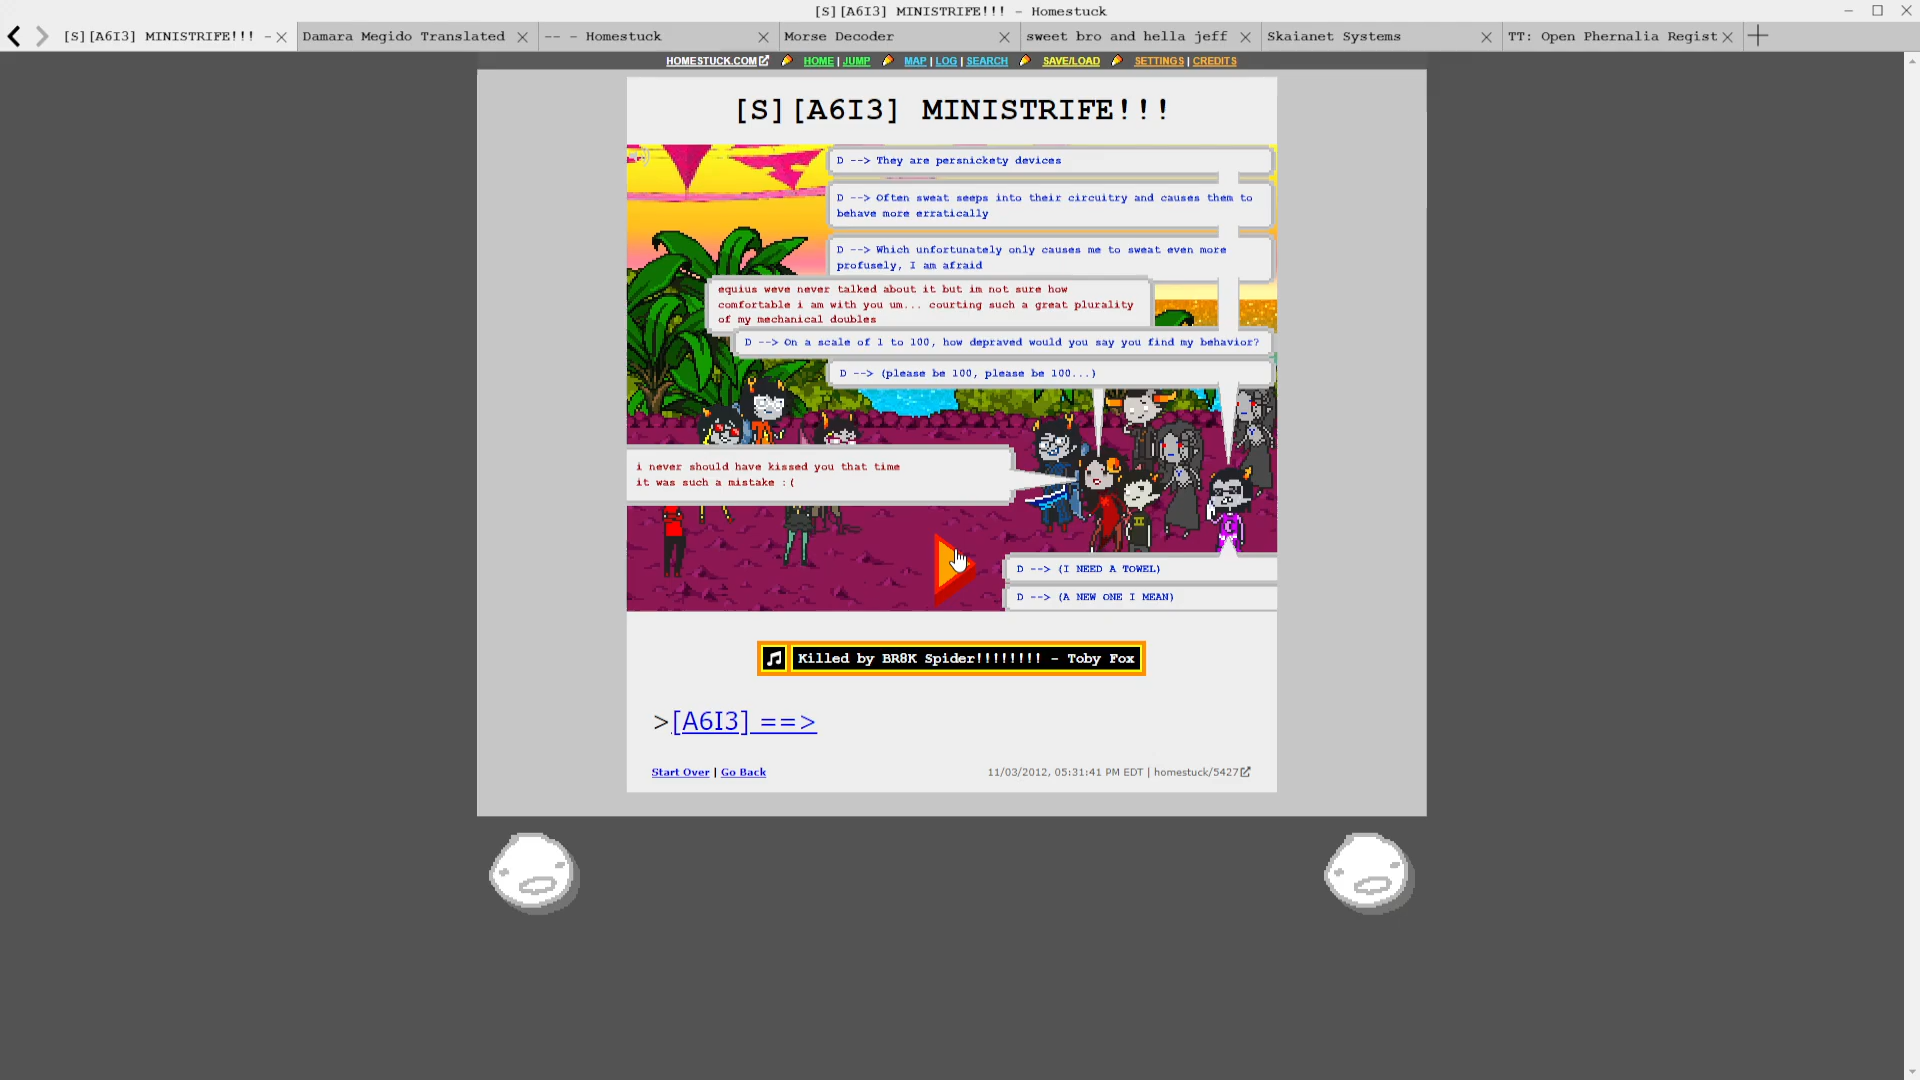 [S][A6I3] MINISTRIFE!!! - Homestuck
[S][A6I3] MINISTRIFE!!! -
Damara Megido Translated
-- - Homestuck
Morse Decoder
sweet bro and hella jeff
Skaianet Systems
TT: Open Phernalia Regist
HOMESTUCK.COM HOME | JUMP MAP | LOG | SEARCH SAVE/LOAD SETTINGS | CREDITS
[S][A6I3] MINISTRIFE!!!
D --> They are persnickety devices
D --> Often sweat seeps into their circuitry and causes them to
behave more erratically
D --> Which unfortunately only causes me to sweat even more
profusely, I am afraid
equius weve never talked about it but im not sure how
comfortable i am with you um... courting such a great plurality
of my mechanical doubles
D --> On a scale of 1 to 100, how depraved would you say you find my behavior?
D --> (please be 100, please be 100...)
i never should have kissed you that time
it was such a mistake :(
D --> (I NEED A TOWEL)
D --> (A NEW ONE I MEAN)
Killed by BR8K Spider!!!!!!!! - Toby Fox
>[A6I3] ==>
Start Over | Go Back
11/03/2012, 05:31:41 PM EDT | homestuck/5427